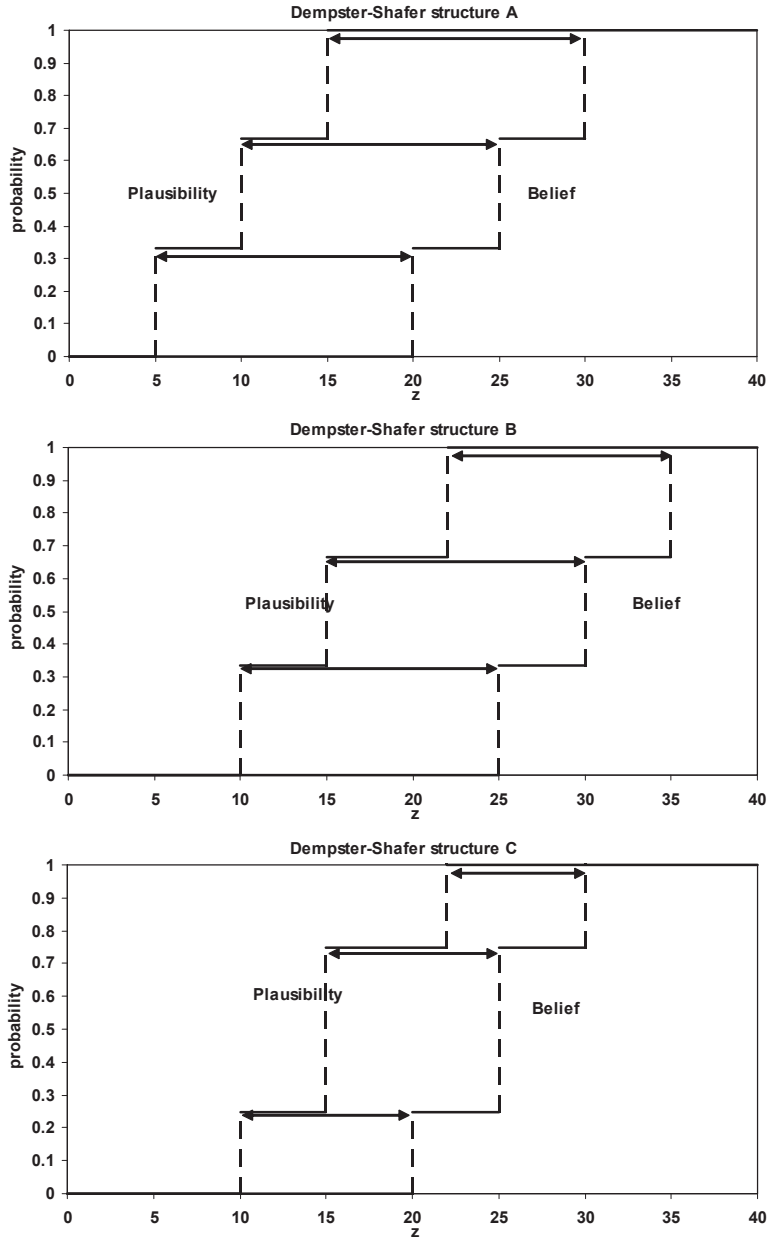 Dempster-Shafer structure A
1
0.9
0.8
0.7
0.6
0.5
0.4
0.3
0.2
0.1
0
probability
Plausibility
Belief
0 5 10 15 20 25 30 35 40
z
Dempster-Shafer structure B
1
0.9
0.8
0.7
0.6
0.5
0.4
0.3
0.2
0.1
0
probability
Plausibility
Belief
0 5 10 15 20 25 30 35 40
z
Dempster-Shafer structure C
1
0.9
0.8
0.7
0.6
0.5
0.4
0.3
0.2
0.1
0
probability
Plausibility
Belief
0 5 10 15 20 25 30 35 40
z